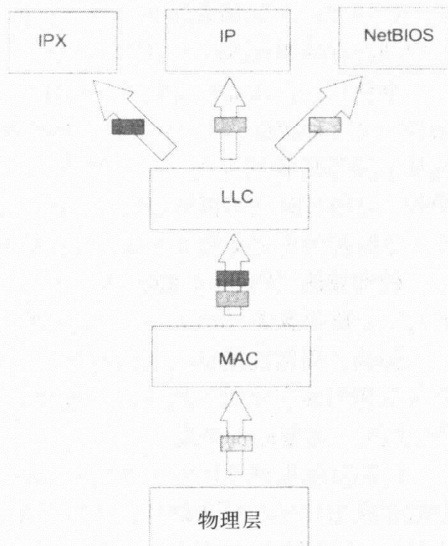 IPX
IP
NetBIOS
LLC
MAC
物理层